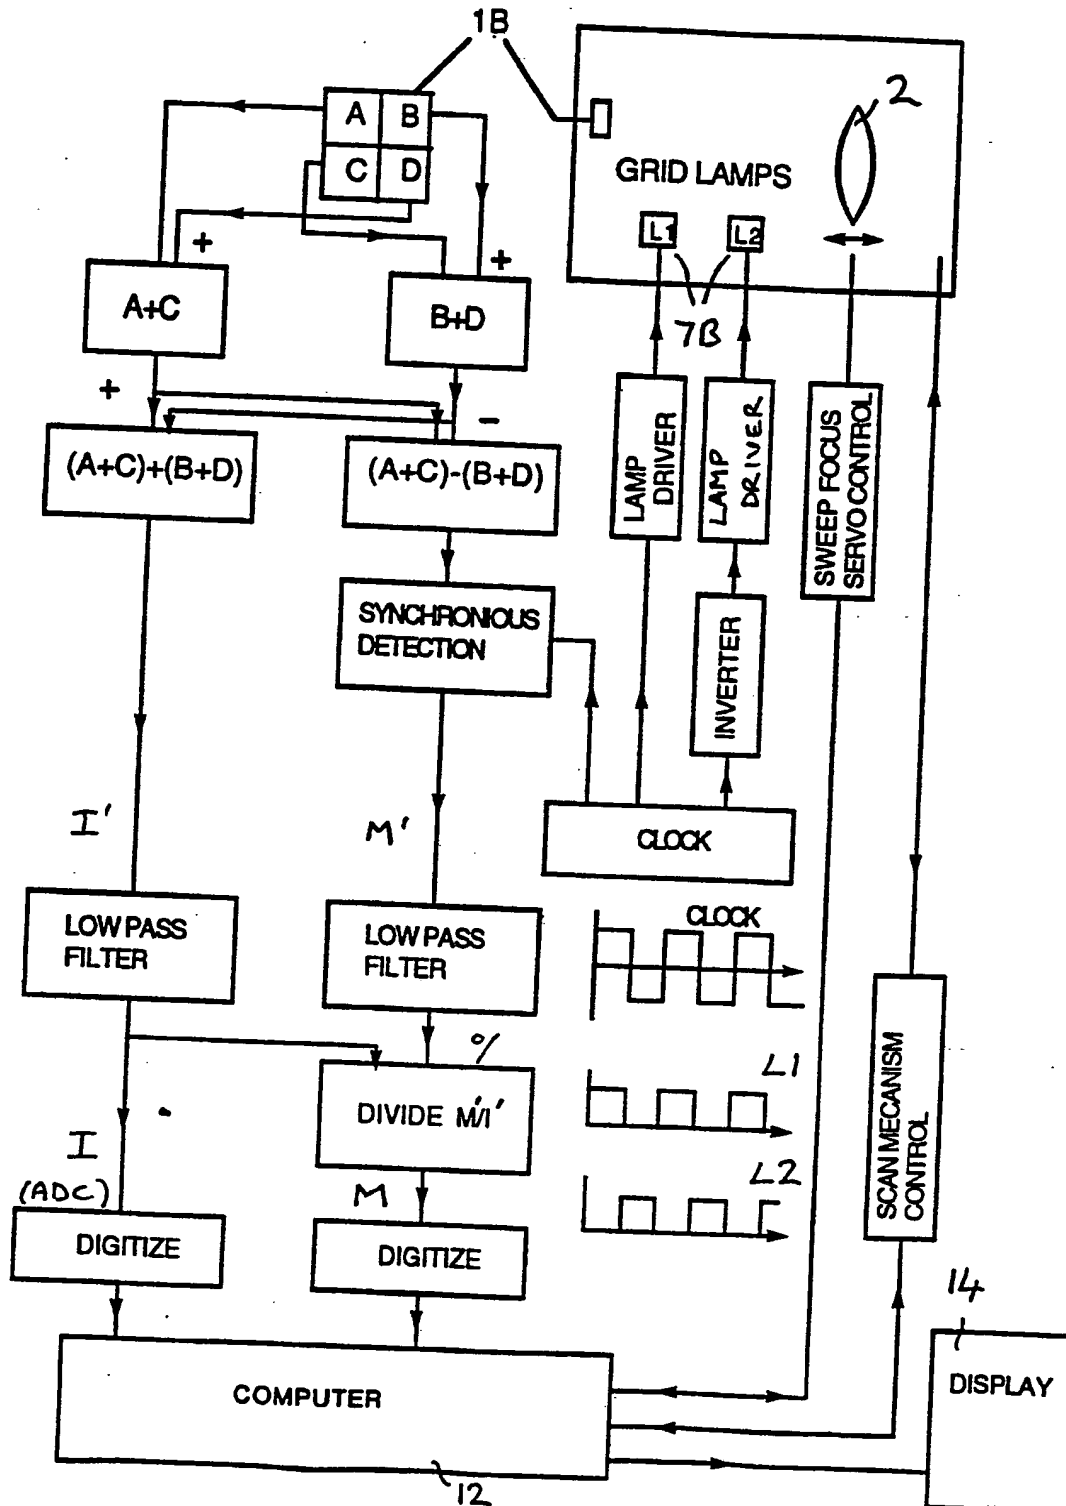 1B
A B
C D
2
GRID LAMPS
L1 L2
7B
+
+
A+C
B+D
+
-
(A+C)+(B+D)
(A+C)-(B+D)
LAMP
DRIVER
LAMP
DRIVER
SWEEP FOCUS
SERVO CONTROL
SYNCHRONIOUS
DETECTION
INVERTER
I'
M'
CLOCK
LOW PASS
FILTER
LOW PASS
FILTER
CLOCK
%
DIVIDE M'/I'
L1
SCAN MECANISM
CONTROL
I
(ADC)
M
L2
DIGITIZE
DIGITIZE
14
COMPUTER
DISPLAY
12